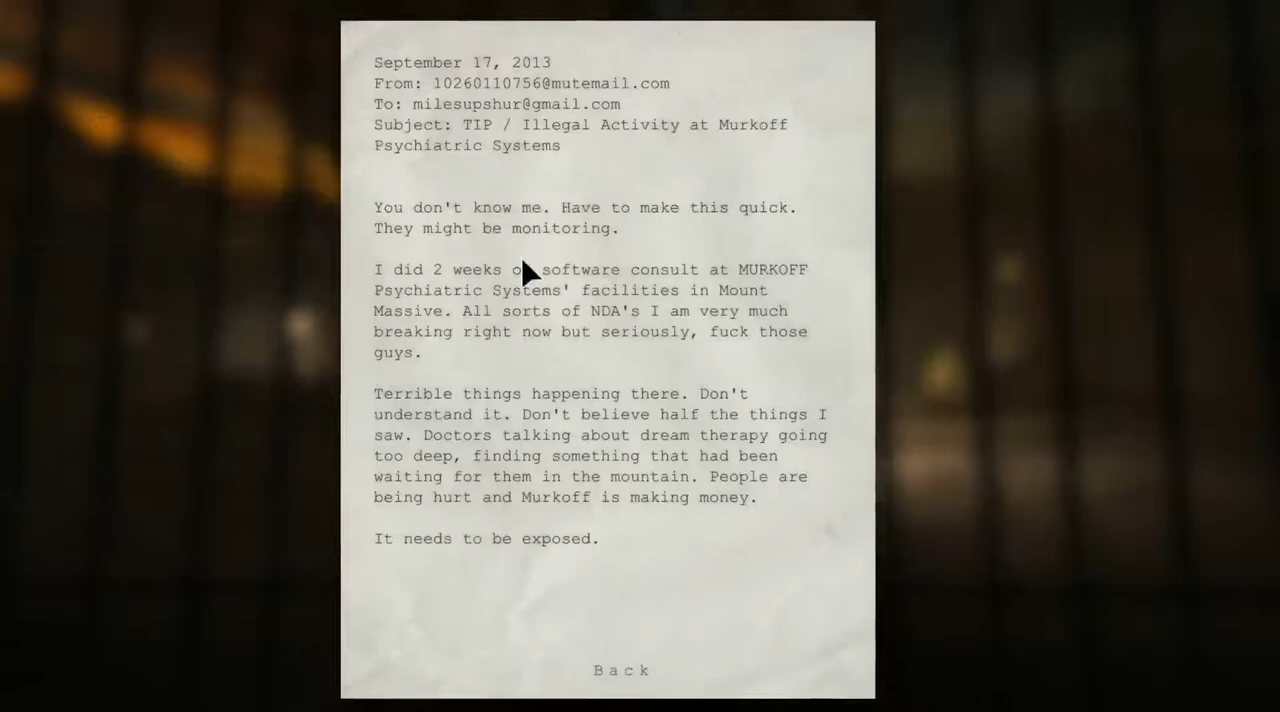 September 17, 2013
From: 10260110756@mutemail.com
To: milesupshur@gmail.com
Subject: TIP / Illegal Activity at Murkoff
Psychiatric Systems
You don't know me. Have to make this quick.
They might be monitoring.
I did 2 weeks software consult at MURKOFF
Psychiatric Systems' facilities in Mount
Massive. All sorts of NDA's I am very much
breaking right now but seriously, fuck those
guys.
Terrible things happening there. Don't
understand it. Don't believe half the things I
saw. Doctors talking about dream therapy going
too deep, finding something that had been
waiting for them in the mountain. People are
being hurt and Murkoff is making money.
It needs to be exposed.
Back